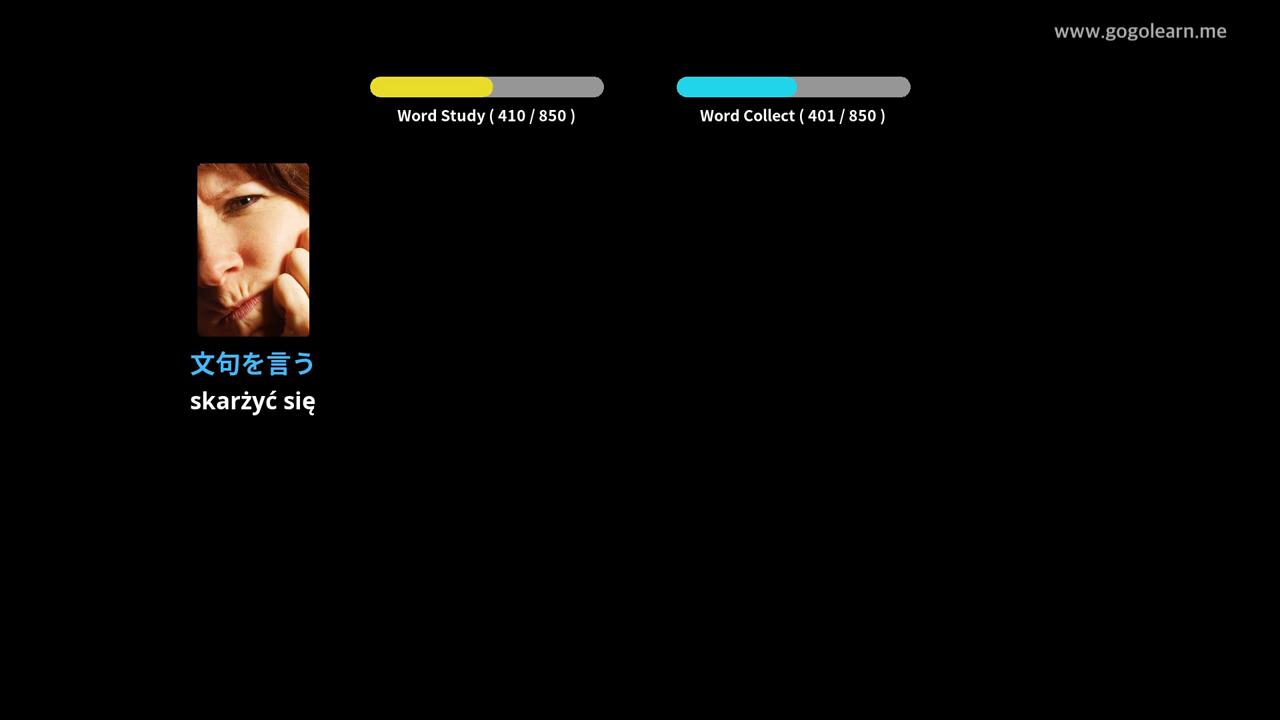 www.gogolearn.me
Word Study ( 410 / 850 )
Word Collect ( 401 / 850 )
文句を言う
skarżyć się